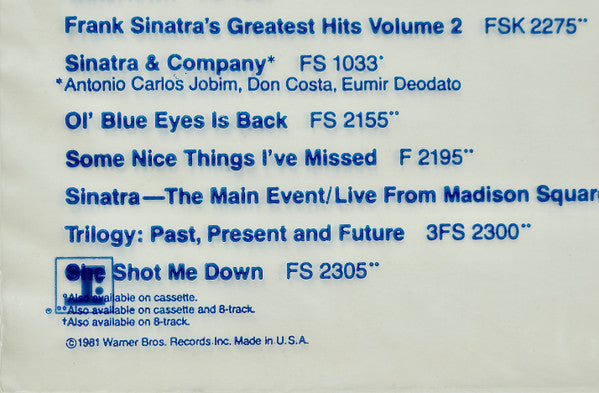 Frank Sinatra's Greatest Hits Volume 2 FSK 2275°°
Sinatra & Company* FS 1033°
*Antonio Carlos Jobim, Don Costa, Eumir Deodato
Ol' Blue Eyes Is Back FS 2155°°
Some Nice Things I've Missed F 2195°°
Sinatra—The Main Event/Live From Madison Squar
Trilogy: Past, Present and Future 3FS 2300°°
She Shot Me Down FS 2305°°
°Also available on cassette.
°°Also available on cassette and 8-track.
†Also available on 8-track.
©1981 Warner Bros. Records Inc. Made in U.S.A.